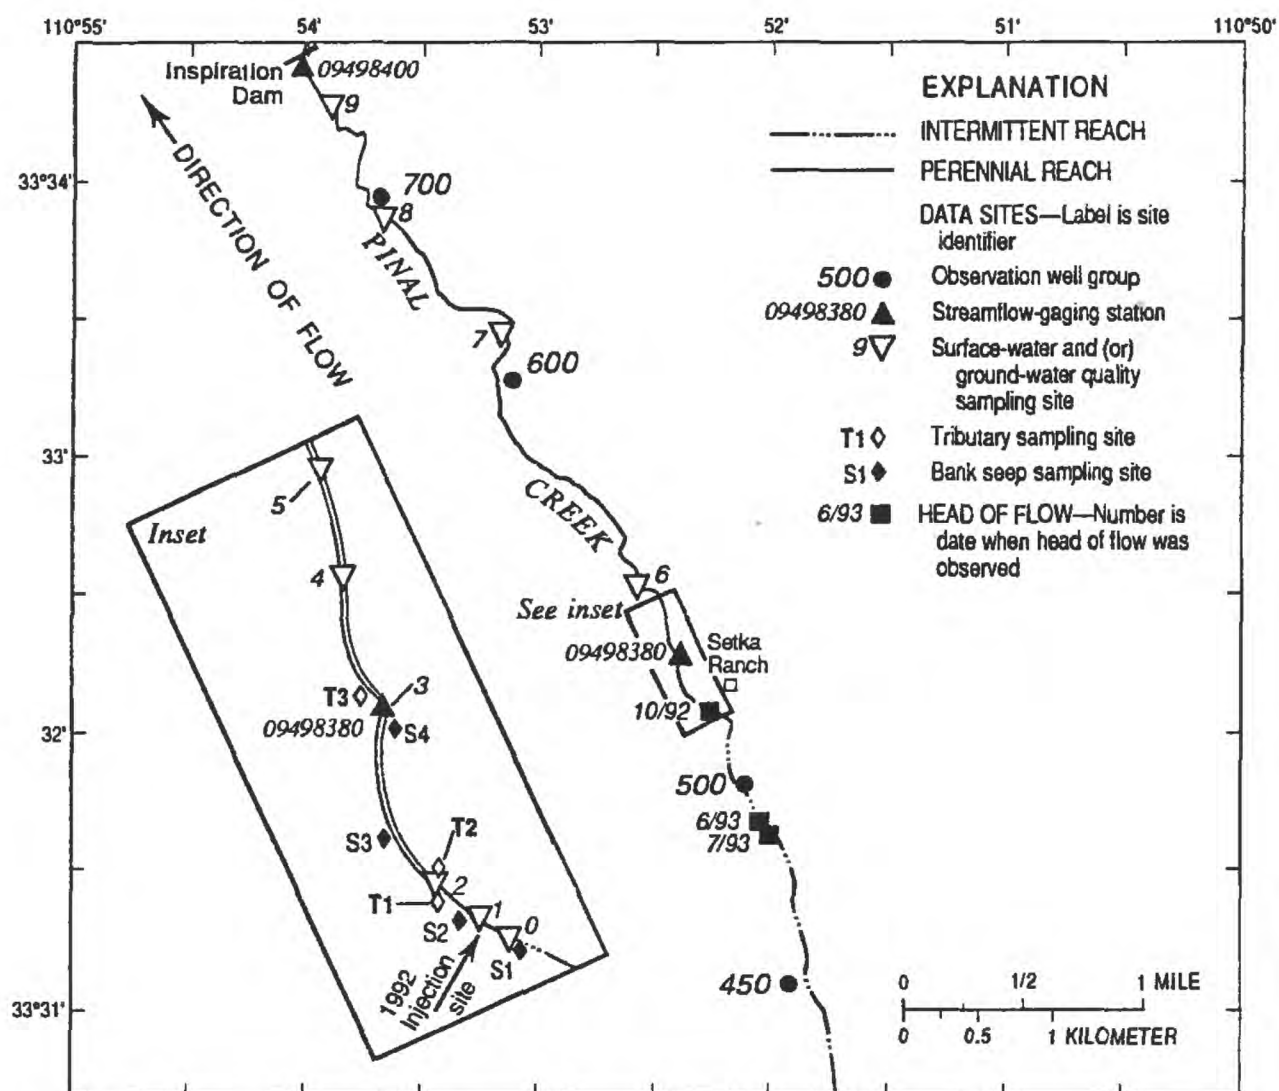 110°55'
54'
53'
52'
51'
110°50'
Inspiration
Dam
09498400
9
DIRECTION OF FLOW
33°34'
700
8
PINAL
7
600
33'
CREEK
6
See inset
09498380
Setka
Ranch
10/92
32'
500
6/93
7/93
450
33°31'
EXPLANATION
INTERMITTENT REACH
PERENNIAL REACH
DATA SITES—Label is site
identifier
500 Observation well group
09498380 Streamflow-gaging station
9 Surface-water and (or)
ground-water quality
sampling site
T1 Tributary sampling site
S1 Bank seep sampling site
6/93 HEAD OF FLOW—Number is
date when head of flow was
observed
Inset
5
4
T3
3
09498380
S4
S3
T2
2
T1
1
S2
0
S1
1992
Injection
site
0 1/2 1 MILE
0 0.5 1 KILOMETER